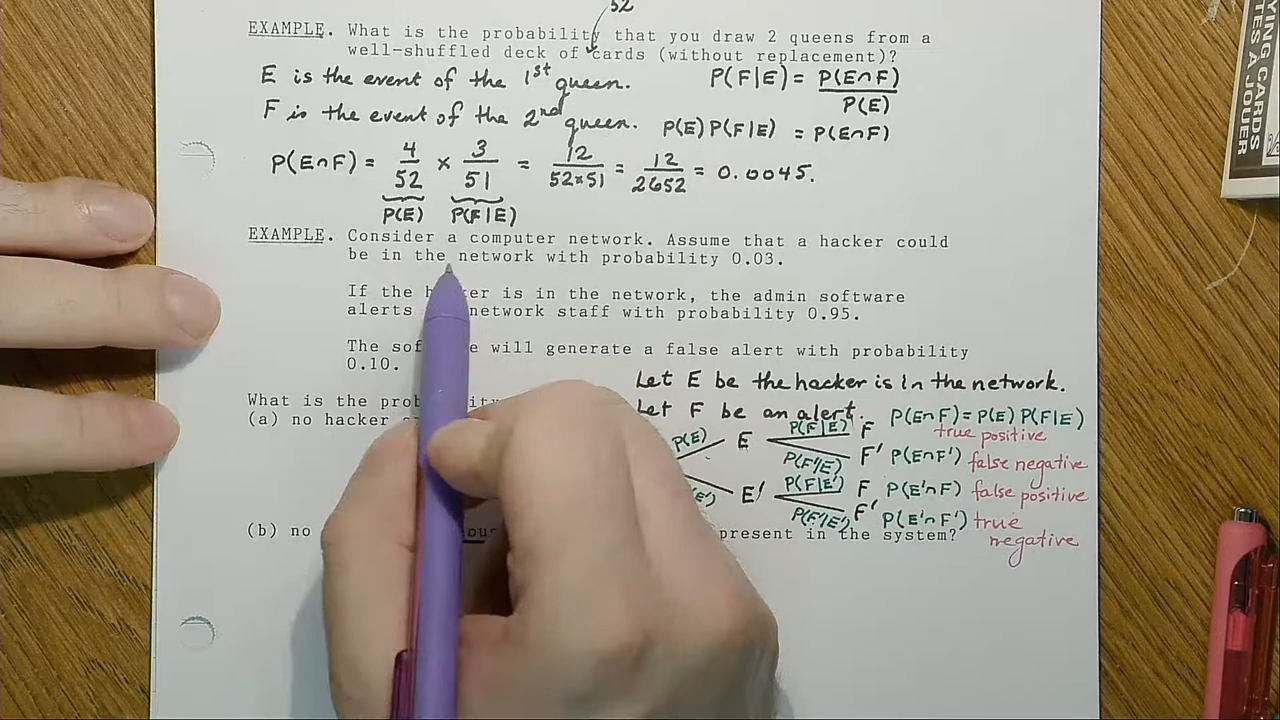 52
EXAMPLE. What is the probability that you draw 2 queens from a
well-shuffled deck of cards (without replacement)?
E is the event of the 1st queen. P(F|E) = P(E∩F)/P(E)
F is the event of the 2nd queen. P(E)P(F|E) = P(E∩F)
P(E∩F) = 4/52 × 3/51 = 12/52×51 = 12/2652 = 0.0045.
P(E) P(F|E)
EXAMPLE. Consider a computer network. Assume that a hacker could
be in the network with probability 0.03.
If the is in the network, the admin software
alerts network staff with probability 0.95.
The will generate a false alert with probability
0.10.
Let E be the hacker is in the network.
What is the
Let F be an alert.
(a) no hacker
P(E) E P(F|E) F P(E∩F) = P(E) P(F|E)
true positive
P(F'|E) F' P(E∩F') false negative
E' P(F|E') F P(E'∩F) false positive
P(F'|E') F' P(E'∩F') true
negative
(b) no present in the system?
PLAYING CARDS
A JOUER